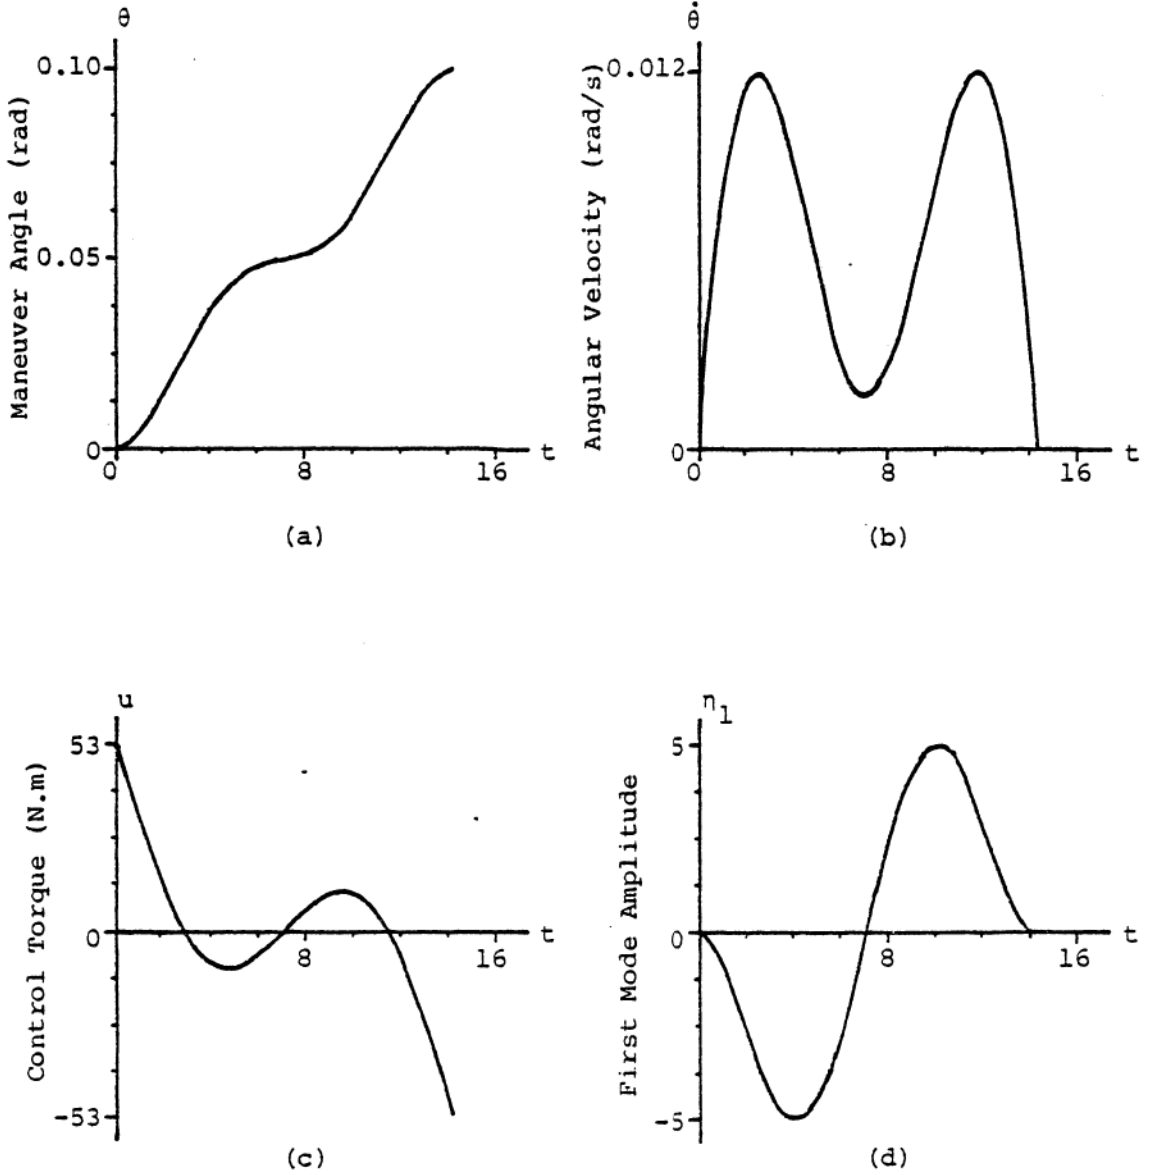 θ
0.10
0.05
0
0
8
16
t
Maneuver Angle (rad)
(a)
θ̇
0.012
0
0
8
16
t
Angular Velocity (rad/s)
(b)
u
53
0
-53
8
16
t
Control Torque (N.m)
(c)
η1
5
0
-5
8
16
t
First Mode Amplitude
(d)